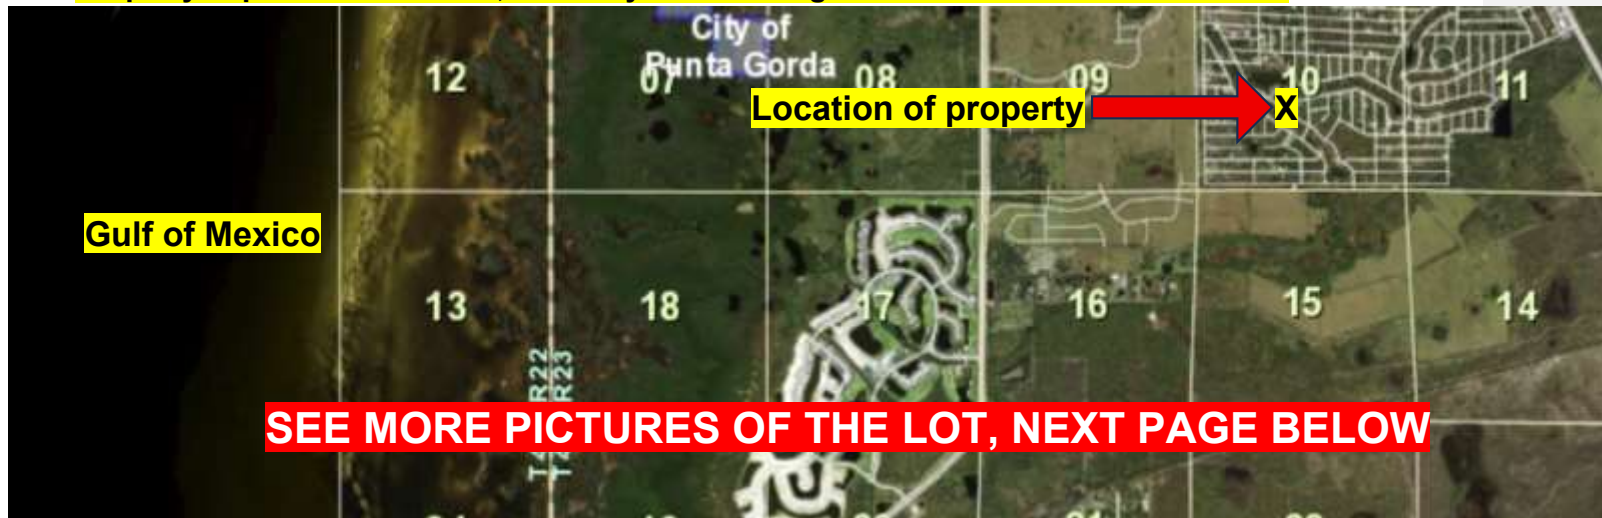 City of
Punta Gorda
12
07
08
09
10
11
Location of property
X
Gulf of Mexico
13
18
17
16
15
14
R22
R23
SEE MORE PICTURES OF THE LOT, NEXT PAGE BELOW